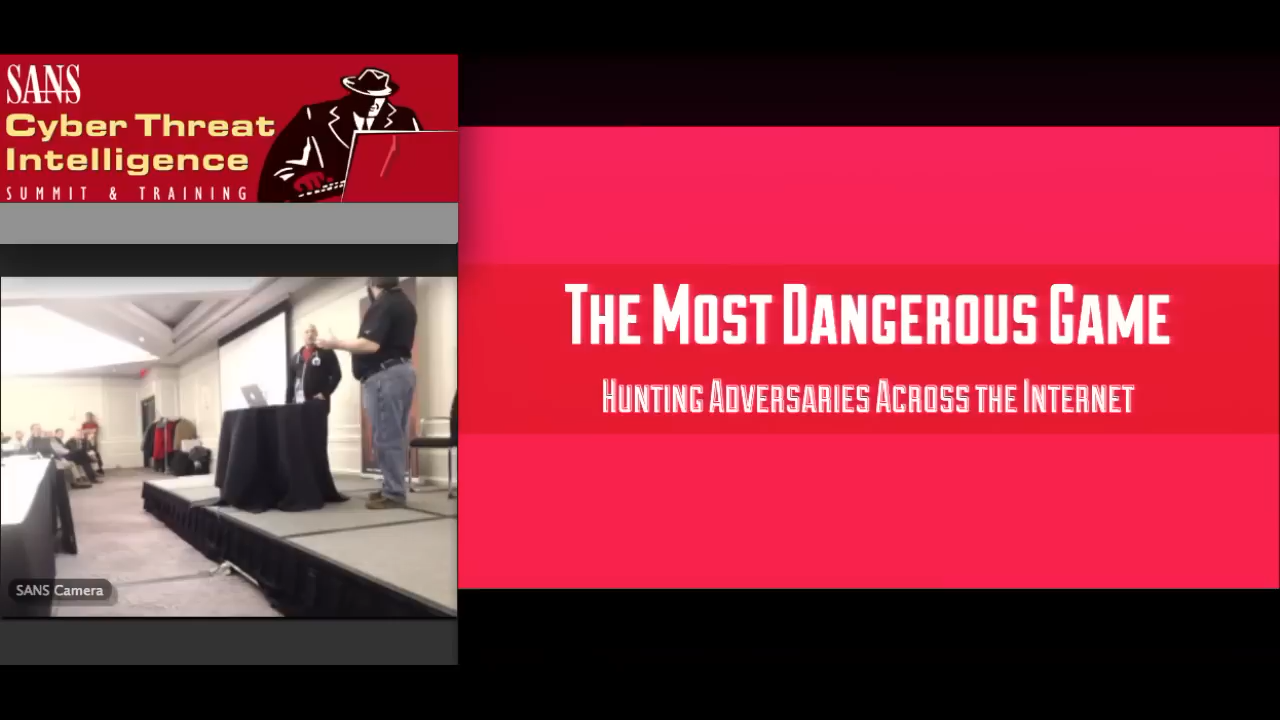 SANS
Cyber Threat
Intelligence
SUMMIT & TRAINING
SANS Camera
THE MOST DANGEROUS GAME
HUNTING ADVERSARIES ACROSS THE INTERNET